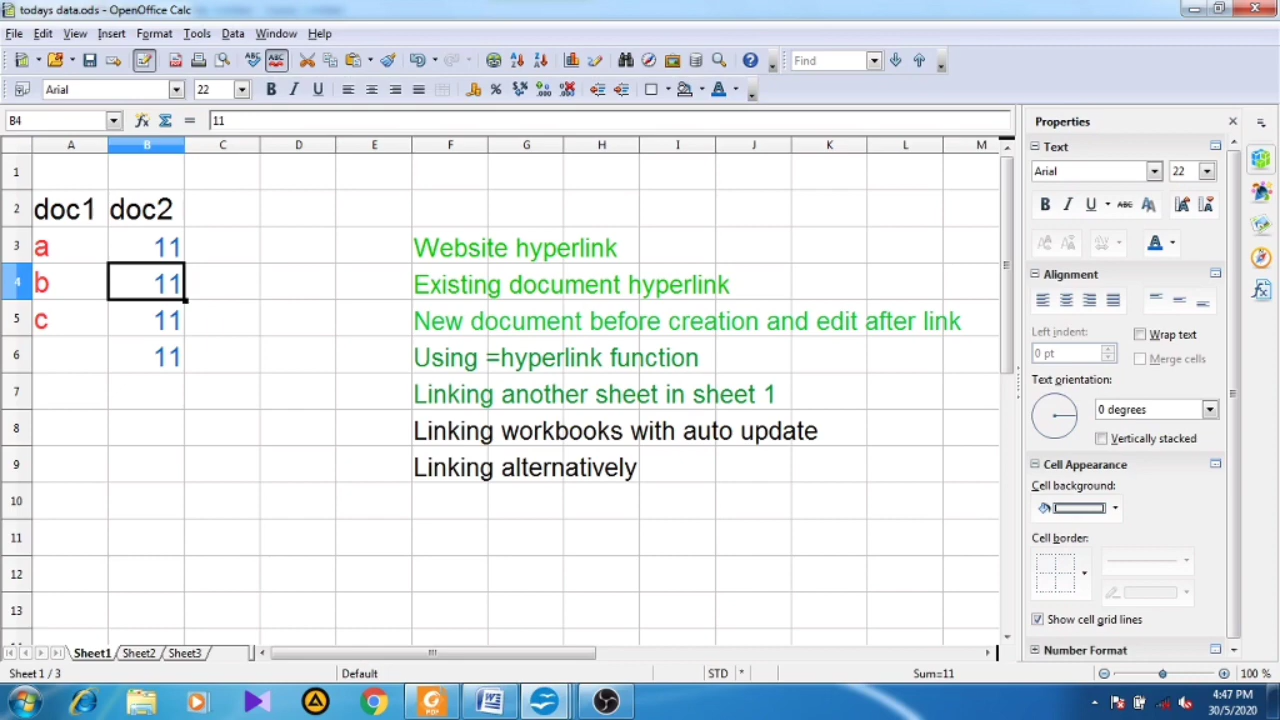 todays data.ods - OpenOffice Calc
File Edit View Insert Format Tools Data Window Help
Find
Arial 22
B4 11
A B C D E F G H I J K L M
1
2 doc1 doc2
3 a 11 Website hyperlink
4 b 11 Existing document hyperlink
5 c 11 New document before creation and edit after link
6 11 Using =hyperlink function
7 Linking another sheet in sheet 1
8 Linking workbooks with auto update
9 Linking alternatively
10
11
12
13
Sheet1 Sheet2 Sheet3
Properties
Text
Arial 22
Alignment
Left indent:
Wrap text
0 pt
Merge cells
Text orientation:
0 degrees
Vertically stacked
Cell Appearance
Cell background:
Cell border:
Show cell grid lines
Number Format
Sheet 1 / 3 Default STD * Sum=11 100 %
4:47 PM
30/5/2020